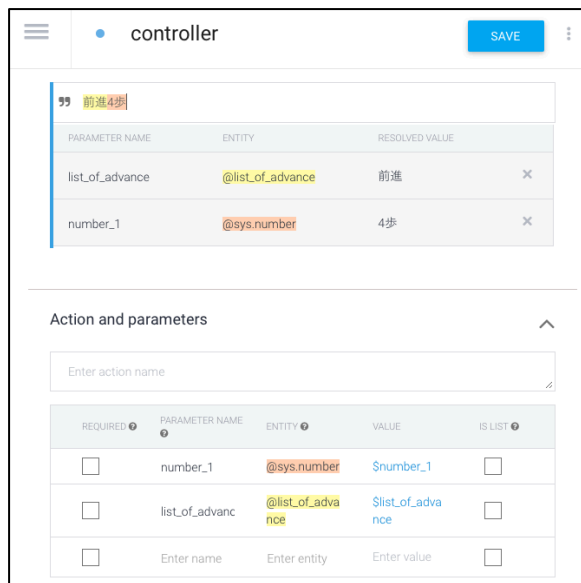 controller
SAVE
前進4歩
PARAMETER NAME ENTITY RESOLVED VALUE
list_of_advance @list_of_advance 前進
number_1 @sys.number 4歩
Action and parameters
Enter action name
REQUIRED PARAMETER NAME ENTITY VALUE IS LIST
number_1 @sys.number $number_1
list_of_advanc @list_of_adva
nce $list_of_adva
nce
Enter name Enter entity Enter value